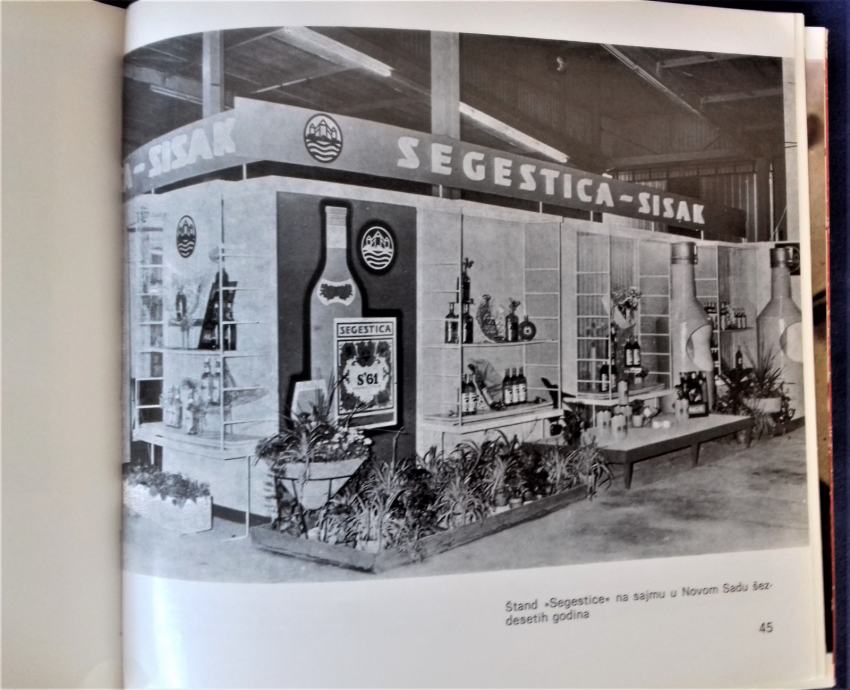 A-SISAK
SEGESTICA-SISAK
SEGESTICA
S'61
Štand »Segestice« na sajmu u Novom Sadu šez-
desetih godina
45